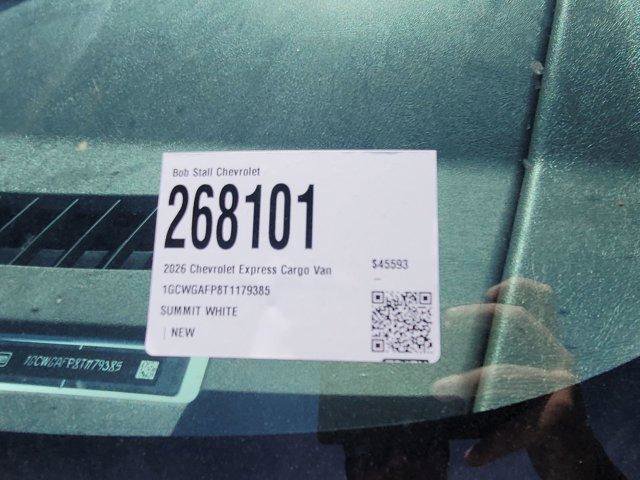 Bob Stall Chevrolet
268101
2026 Chevrolet Express Cargo Van
$45593
1GCWGAFP8T1179385
SUMMIT WHITE
| NEW
1GCWGAFP8T1179385